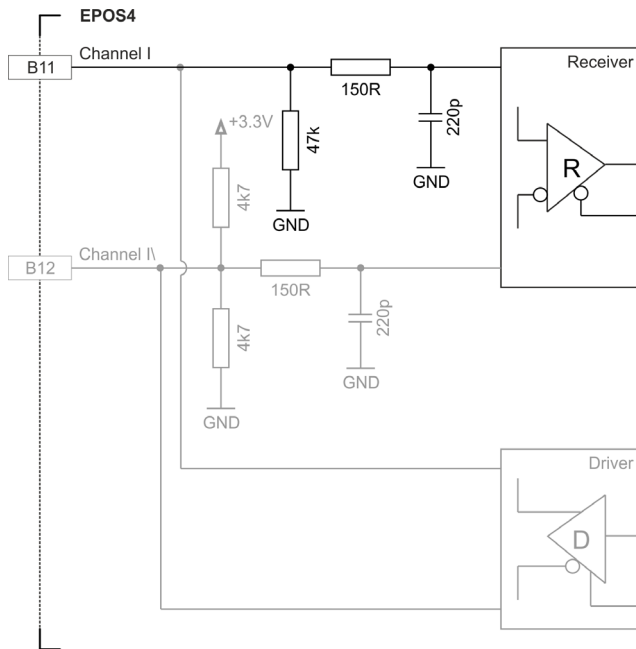 EPOS4
B11
Channel I
Receiver
150R
+3.3V
47k
220p
GND
R
4k7
GND
B12
Channel I\
150R
4k7
220p
GND
GND
Driver
D